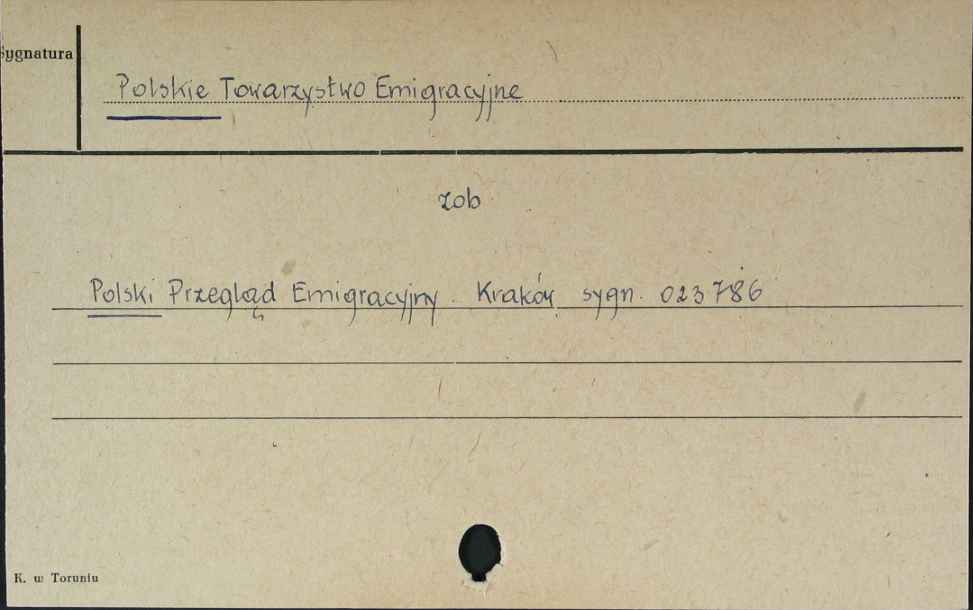 Sygnatura
Polskie Towarzystwo Emigracyjne
zob
Polski Przegląd Emigracyjny. Kraków, sygn. 023786
K. w Toruniu